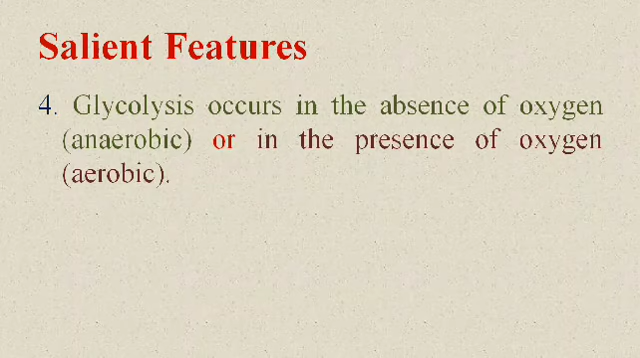 Salient Features
4. Glycolysis occurs in the absence of oxygen
(anaerobic) or in the presence of oxygen
(aerobic).